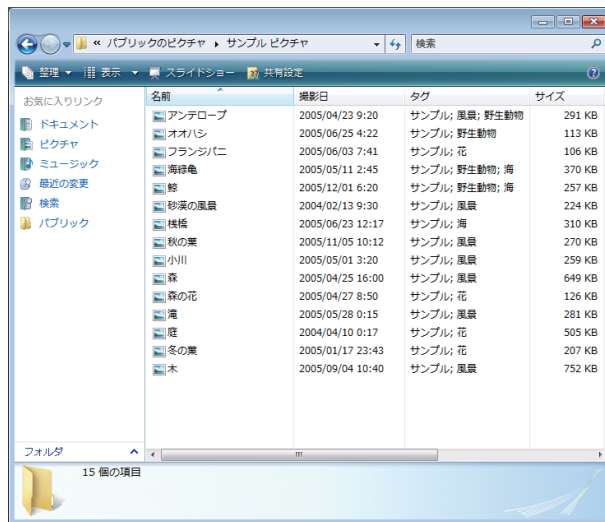 « パブリックのピクチャ ▸ サンプル ピクチャ 検索
整理 表示 スライドショー 共有設定
お気に入りリンク
ドキュメント
ピクチャ
ミュージック
最近の変更
検索
パブリック
フォルダ
名前 撮影日 タグ サイズ
アンテロープ 2005/04/23 9:20 サンプル; 風景; 野生動物 291 KB
オオハシ 2005/06/25 4:22 サンプル; 野生動物 113 KB
フランジパニ 2005/06/03 7:41 サンプル; 花 106 KB
海緑亀 2005/05/11 2:45 サンプル; 野生動物; 海 370 KB
鯨 2005/12/01 6:20 サンプル; 野生動物; 海 257 KB
砂漠の風景 2004/02/13 9:30 サンプル; 風景 224 KB
桟橋 2005/06/23 12:17 サンプル; 海 310 KB
秋の葉 2005/11/05 10:12 サンプル; 風景 270 KB
小川 2005/05/01 3:20 サンプル; 風景 259 KB
森 2005/04/25 16:00 サンプル; 風景 649 KB
森の花 2005/04/27 8:50 サンプル; 花 126 KB
滝 2005/05/28 0:15 サンプル; 風景 281 KB
庭 2004/04/10 0:17 サンプル; 花 505 KB
冬の葉 2005/01/17 23:43 サンプル; 花 207 KB
木 2005/09/04 10:40 サンプル; 風景 752 KB
15 個の項目